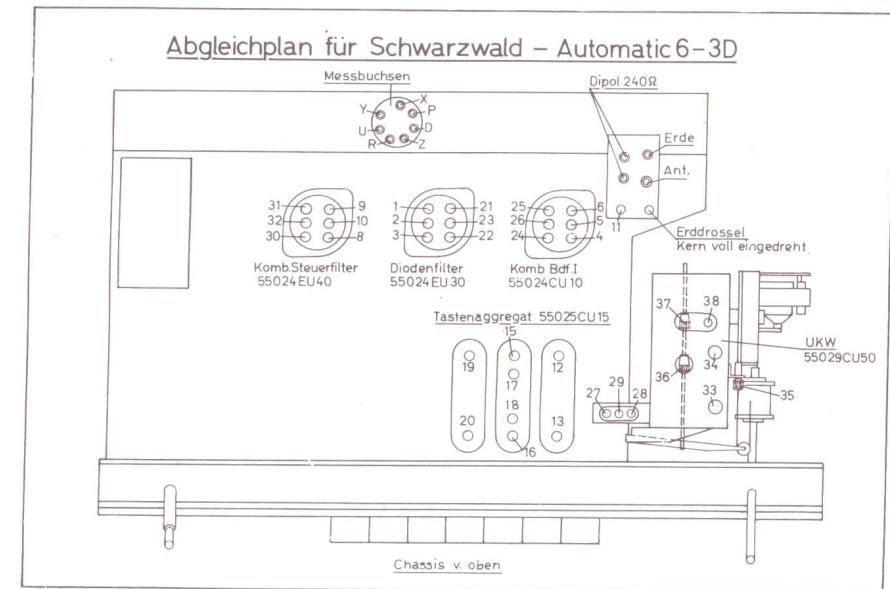 Abgleichplan für Schwarzwald – Automatic 6-3D
Messbuchsen
X
Y
P
U
D
R
Z
Dipol 240Ω
Erde
Ant.
11
Erddrossel
Kern voll eingedreht
31
9
32
10
30
8
Komb.Steuerfilter
55024EU40
1
21
2
23
3
22
Diodenfilter
55024EU30
25
6
26
5
24
4
Komb Bdf.I
55024CU10
Tastenaggregat 55025CU15
15
19
12
17
18
20
13
16
27
29
28
37
38
36
34
33
35
UKW
55029CU50
Chassis v. oben